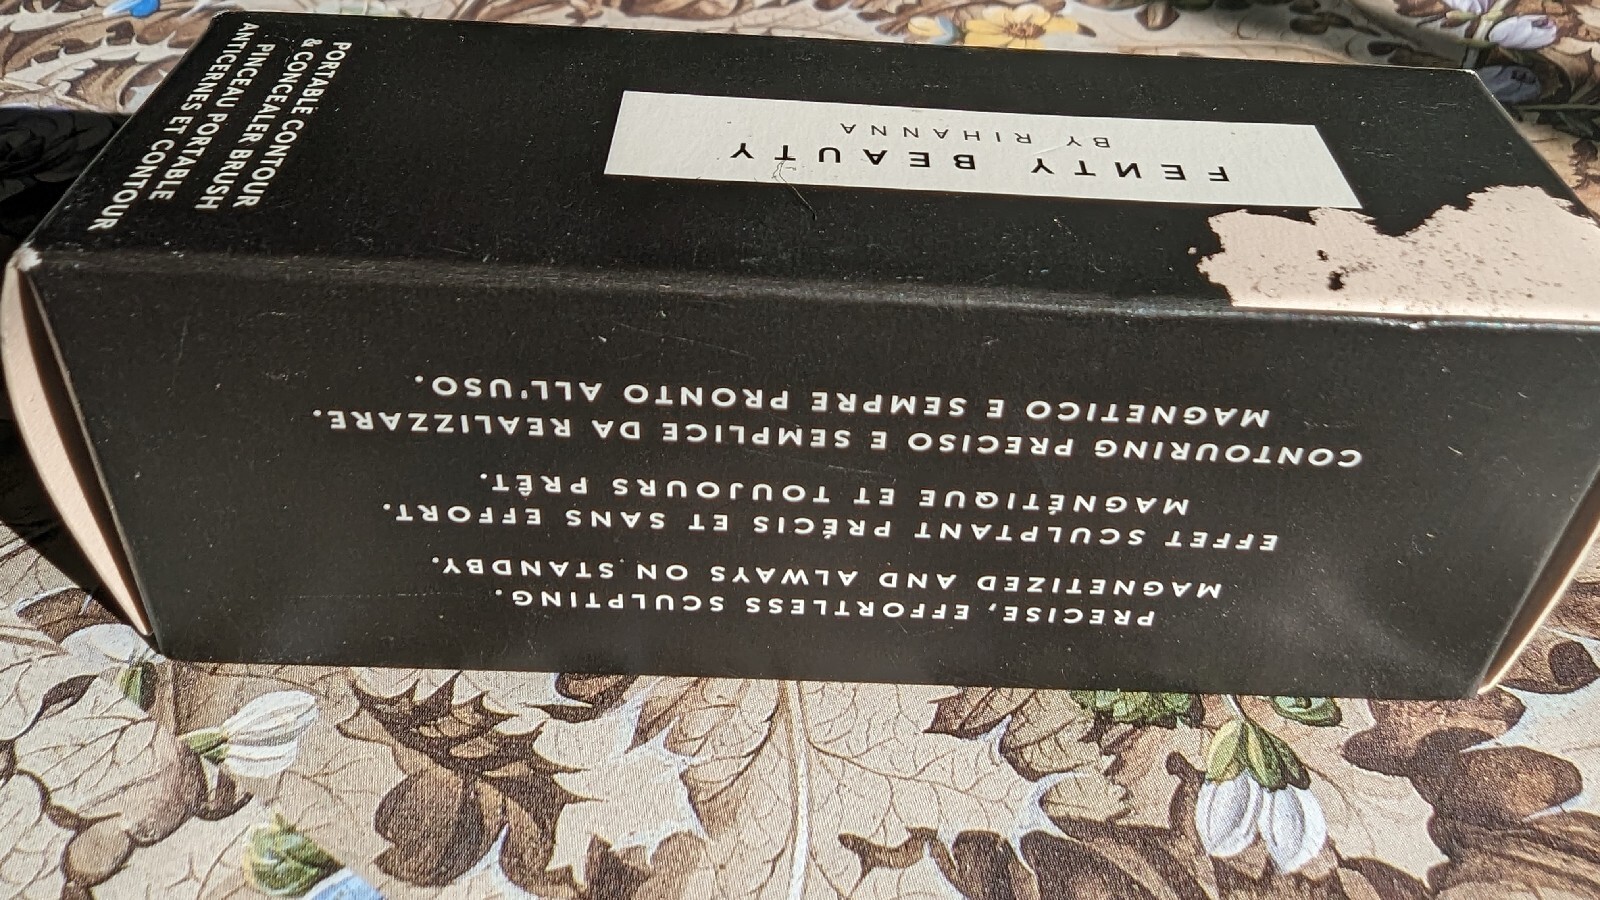 FENTY BEAUTY
BY RIHANNA
PORTABLE CONTOUR
& CONCEALER BRUSH
PINCEAU PORTABLE
ANTICERNES ET CONTOUR
PRECISE, EFFORTLESS SCULPTING.
MAGNETIZED AND ALWAYS ON STANDBY.
EFFET SCULPTANT PRÉCIS ET SANS EFFORT.
MAGNÉTIQUE ET TOUJOURS PRÊT.
CONTOURING PRECISO E SEMPLICE DA REALIZZARE.
MAGNETICO E SEMPRE PRONTO ALL'USO.